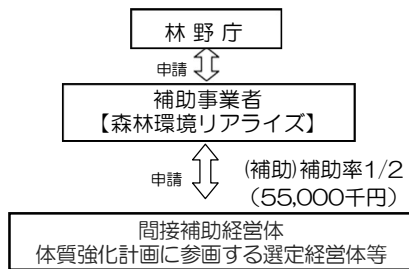 林野庁
申請
補助事業者
【森林環境リアライズ】
申請
(補助)補助率1/2
（55,000千円）
間接補助経営体
体質強化計画に参画する選定経営体等